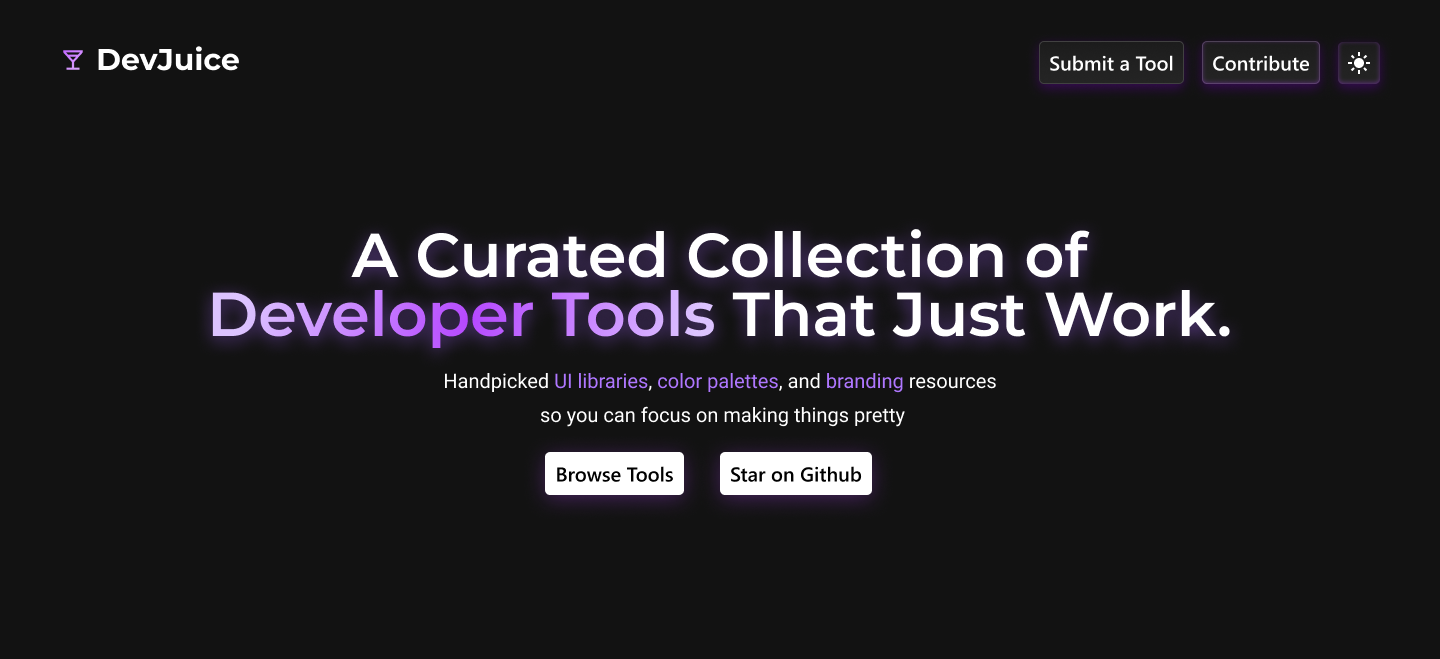 DevJuice
Submit a Tool
Contribute
A Curated Collection of
Developer Tools That Just Work.
Handpicked UI libraries, color palettes, and branding resources
so you can focus on making things pretty
Browse Tools
Star on Github